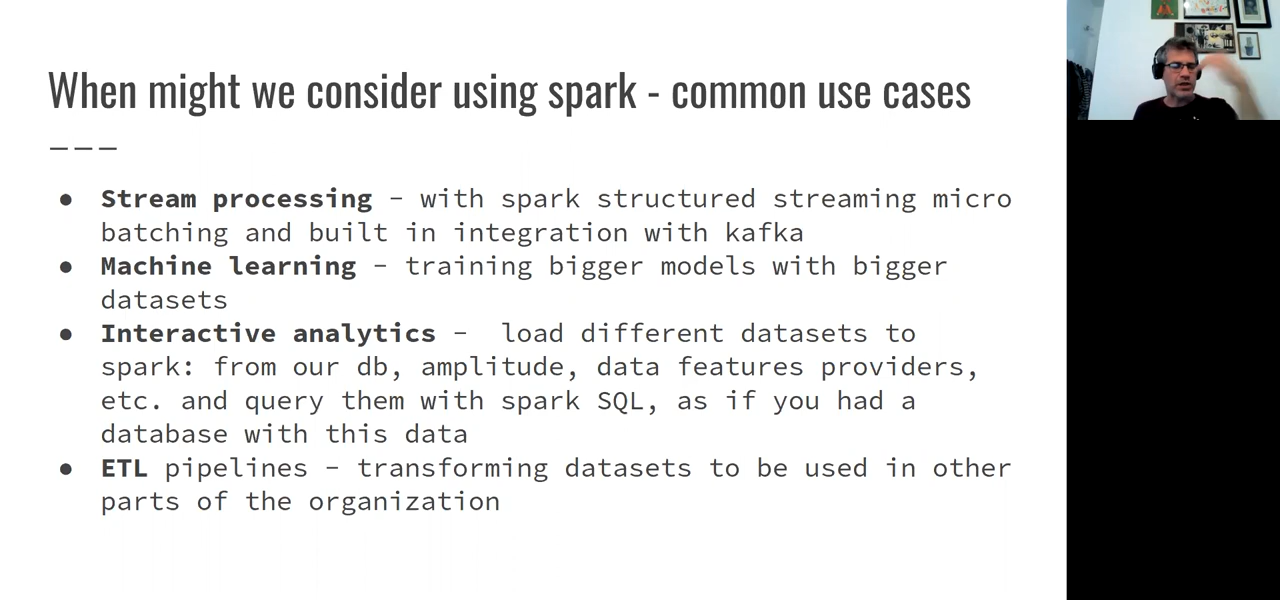 When might we consider using spark - common use cases
● Stream processing - with spark structured streaming micro
batching and built in integration with kafka
● Machine learning - training bigger models with bigger
datasets
● Interactive analytics - load different datasets to
spark: from our db, amplitude, data features providers,
etc. and query them with spark SQL, as if you had a
database with this data
● ETL pipelines - transforming datasets to be used in other
parts of the organization